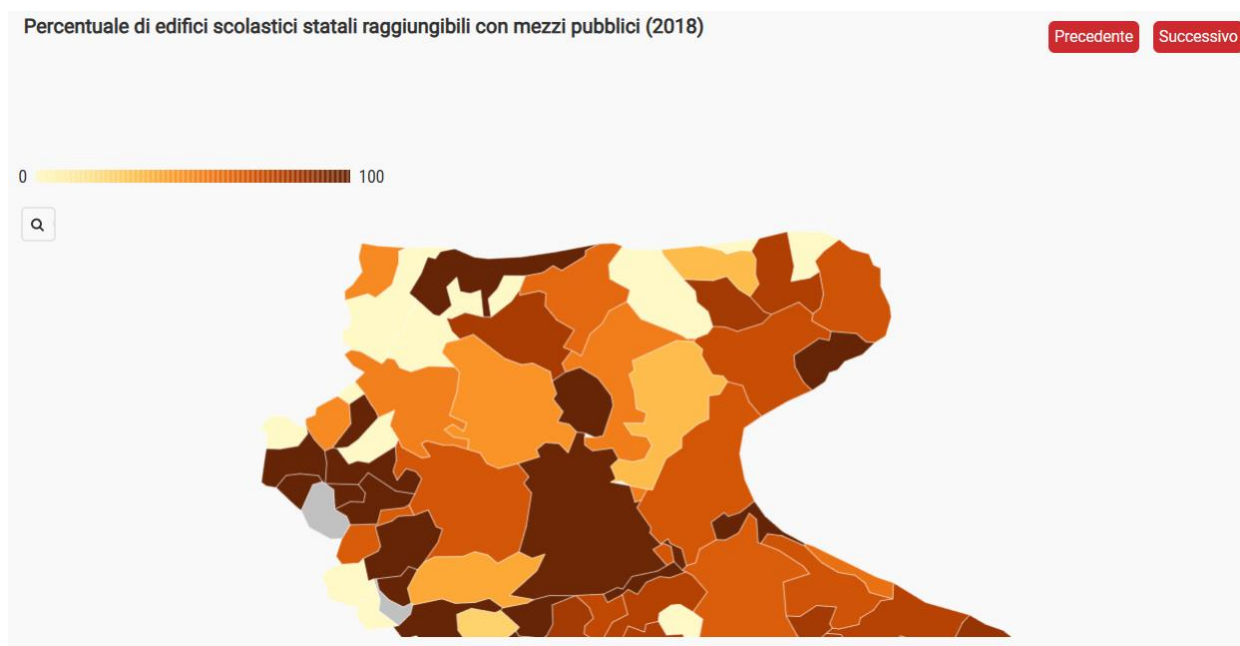 Percentuale di edifici scolastici statali raggiungibili con mezzi pubblici (2018)
Precedente
Successivo
0
100